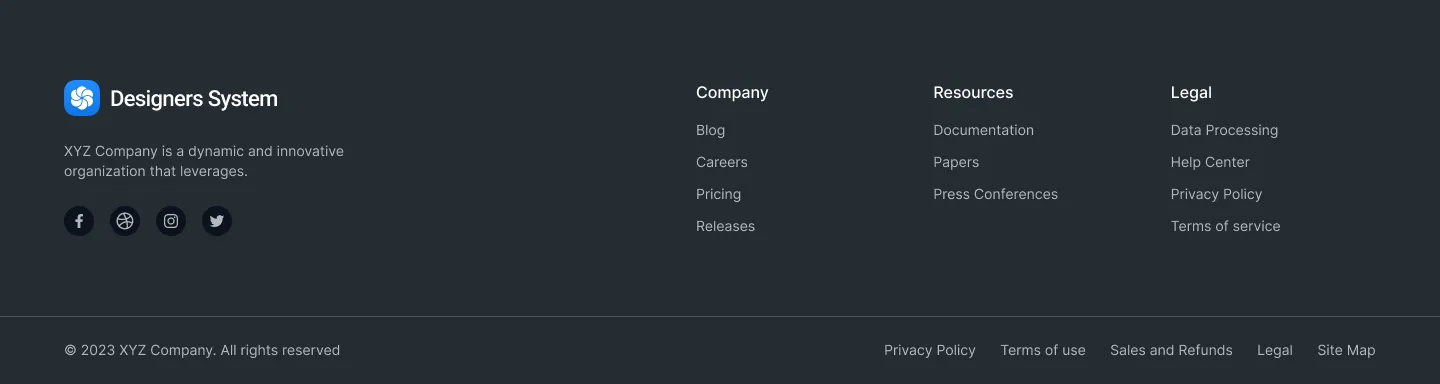 Designers System
XYZ Company is a dynamic and innovative
organization that leverages.
Company
Blog
Careers
Pricing
Releases
Resources
Documentation
Papers
Press Conferences
Legal
Data Processing
Help Center
Privacy Policy
Terms of service
© 2023 XYZ Company. All rights reserved
Privacy Policy Terms of use Sales and Refunds Legal Site Map